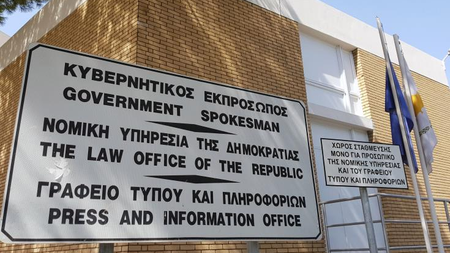 ΚΥΒΕΡΝΗΤΙΚΟΣ ΕΚΠΡΟΣΩΠΟΣ
GOVERNMENT SPOKESMAN
ΝΟΜΙΚΗ ΥΠΗΡΕΣΙΑ ΤΗΣ ΔΗΜΟΚΡΑΤΙΑΣ
THE LAW OFFICE OF THE REPUBLIC
ΓΡΑΦΕΙΟ ΤΥΠΟΥ ΚΑΙ ΠΛΗΡΟΦΟΡΙΩΝ
PRESS AND INFORMATION OFFICE
ΧΩΡΟΣ ΣΤΑΘΜΕΥΣΗΣ
ΜΟΝΟ ΓΙΑ ΠΡΟΣΩΠΙΚΟ
ΤΗΣ ΝΟΜΙΚΗΣ ΥΠΗΡΕΣΙΑΣ
ΚΑΙ ΤΟΥ ΓΡΑΦΕΙΟΥ
ΤΥΠΟΥ ΚΑΙ ΠΛΗΡΟΦΟΡΙΩΝ